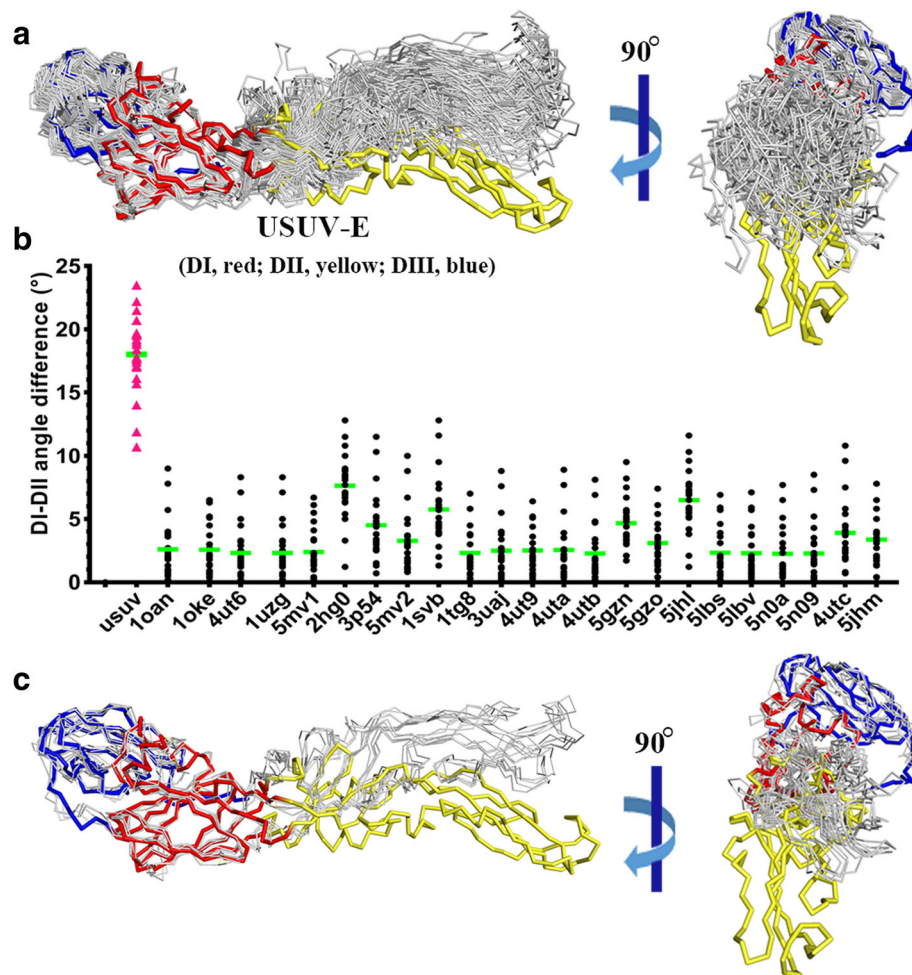 a
90°
USUV-E
(DI, red; DII, yellow; DIII, blue)
b
DI-DII angle difference (°)
25
20
15
10
5
0
usuv
1oan
1oke
4ut6
1uzg
5mv1
2hg0
3p54
5mv2
1svb
1tg8
3uaj
4ut9
4uta
4utb
5gzn
5gzo
5jhl
5lbs
5lbv
5n0a
5n09
4utc
5jhm
c
90°